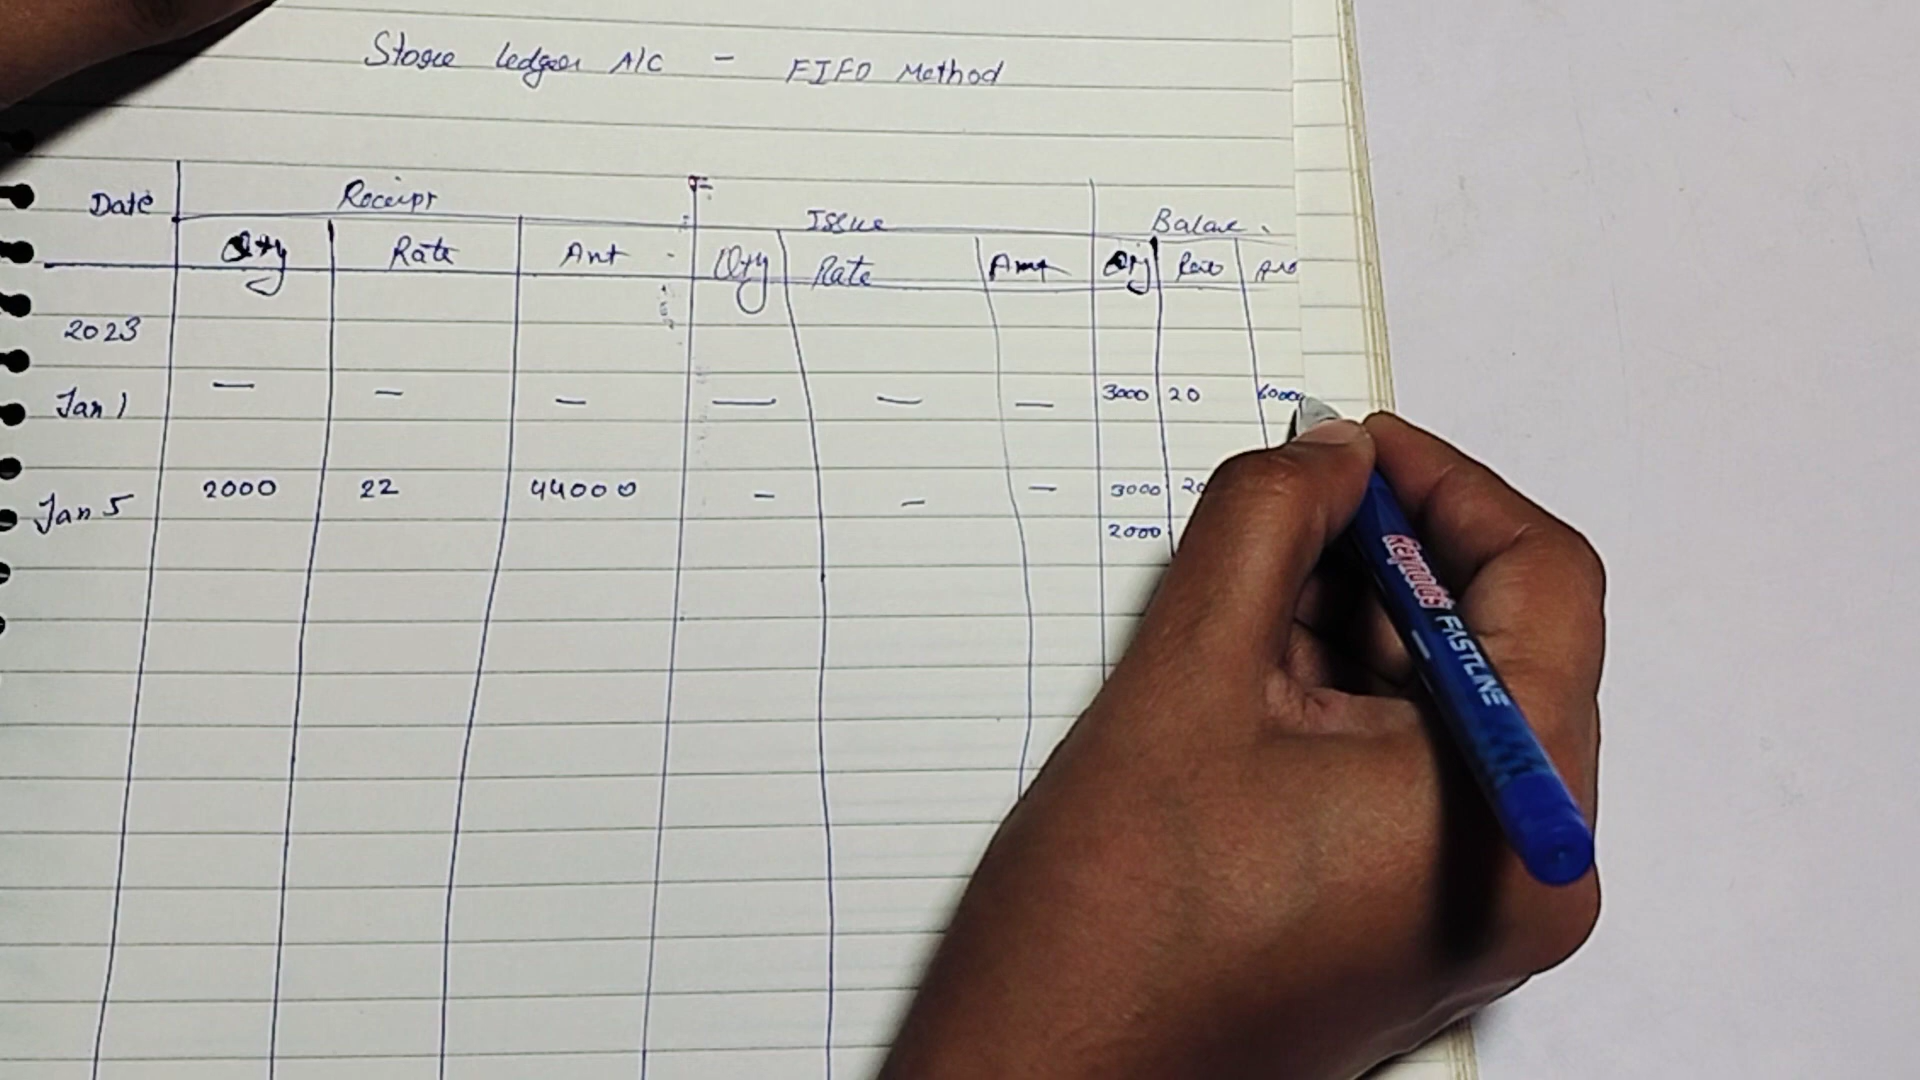 Store ledger A/C - FIFO Method
Date Receipt Issue Balance.
Qty Rate Amt Qty Rate Amt Qty Rate
2023
Jan 1 — — — — — — 3000 20 60000
Jan 5 2000 22 44000 - - - 3000 20
2000
Reynolds FASTLINE